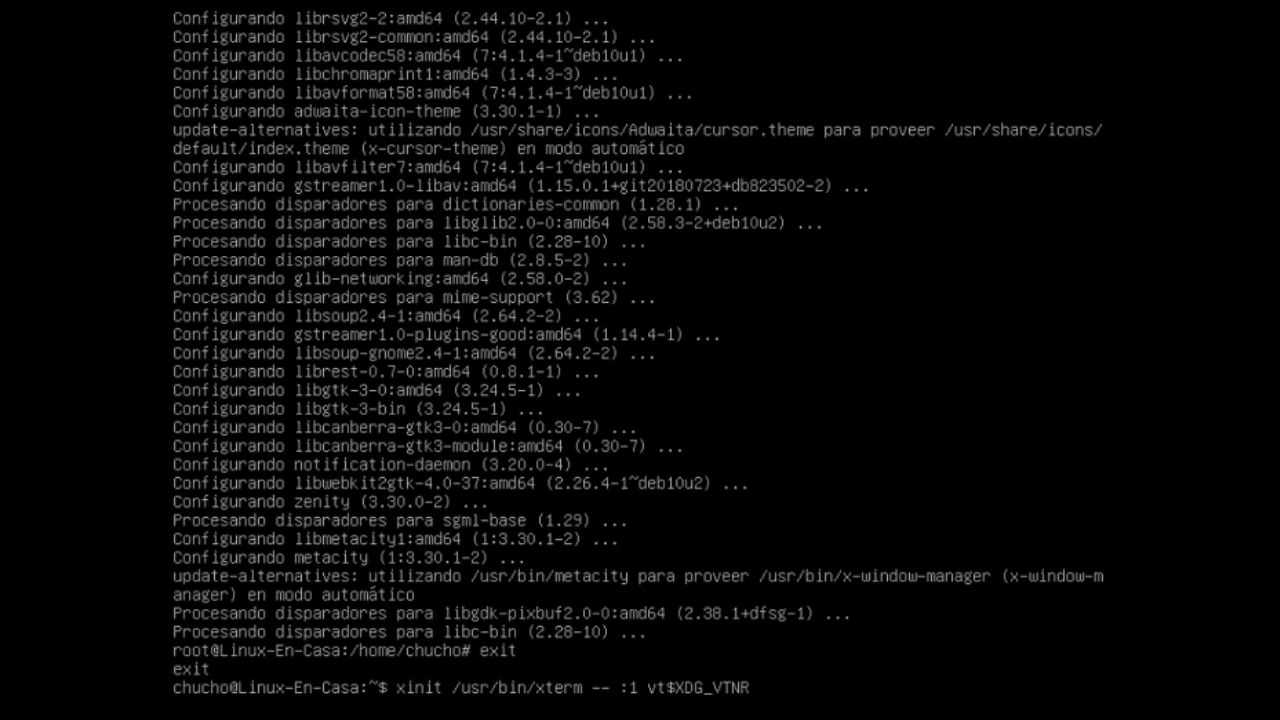 Configurando librsvg2-2:amd64 (2.44.10-2.1) ...
Configurando librsvg2-common:amd64 (2.44.10-2.1) ...
Configurando libavcodec58:amd64 (7:4.1.4-1~deb10u1) ...
Configurando libchromaprint1:amd64 (1.4.3-3) ...
Configurando libavformat58:amd64 (7:4.1.4-1~deb10u1) ...
Configurando adwaita-icon-theme (3.30.1-1) ...
update-alternatives: utilizando /usr/share/icons/Adwaita/cursor.theme para proveer /usr/share/icons/
default/index.theme (x-cursor-theme) en modo automático
Configurando libavfilter7:amd64 (7:4.1.4-1~deb10u1) ...
Configurando gstreamer1.0-libav:amd64 (1.15.0.1+git20180723+db823502-2) ...
Procesando disparadores para dictionaries-common (1.28.1) ...
Procesando disparadores para libglib2.0-0:amd64 (2.58.3-2+deb10u2) ...
Procesando disparadores para libc-bin (2.28-10) ...
Procesando disparadores para man-db (2.8.5-2) ...
Configurando glib-networking:amd64 (2.58.0-2) ...
Procesando disparadores para mime-support (3.62) ...
Configurando libsoup2.4-1:amd64 (2.64.2-2) ...
Configurando gstreamer1.0-plugins-good:amd64 (1.14.4-1) ...
Configurando libsoup-gnome2.4-1:amd64 (2.64.2-2) ...
Configurando librest-0.7-0:amd64 (0.8.1-1) ...
Configurando libgtk-3-0:amd64 (3.24.5-1) ...
Configurando libgtk-3-bin (3.24.5-1) ...
Configurando libcanberra-gtk3-0:amd64 (0.30-7) ...
Configurando libcanberra-gtk3-module:amd64 (0.30-7) ...
Configurando notification-daemon (3.20.0-4) ...
Configurando libwebkit2gtk-4.0-37:amd64 (2.26.4-1~deb10u2) ...
Configurando zenity (3.30.0-2) ...
Procesando disparadores para sgml-base (1.29) ...
Configurando libmetacity1:amd64 (1:3.30.1-2) ...
Configurando metacity (1:3.30.1-2) ...
update-alternatives: utilizando /usr/bin/metacity para proveer /usr/bin/x-window-manager (x-window-m
anager) en modo automático
Procesando disparadores para libgdk-pixbuf2.0-0:amd64 (2.38.1+dfsg-1) ...
Procesando disparadores para libc-bin (2.28-10) ...
root@Linux-En-Casa:/home/chucho# exit
exit
chucho@Linux-En-Casa:~$ xinit /usr/bin/xterm -- :1 vt$XDG_VTNR